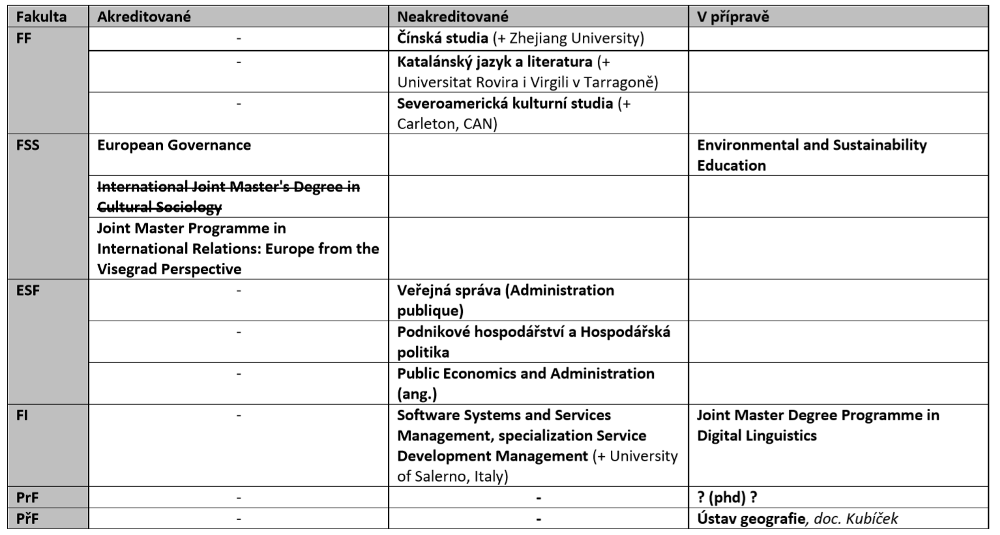 Fakulta Akreditované Neakreditované V přípravě
FF - Čínská studia (+ Zhejiang University)
- Katalánský jazyk a literatura (+
Universitat Rovira i Virgili v Tarragoně)
- Severoamerická kulturní studia (+
Carleton, CAN)
FSS European Governance Environmental and Sustainability
Education
International Joint Master's Degree in
Cultural Sociology
Joint Master Programme in
International Relations: Europe from the
Visegrad Perspective
ESF - Veřejná správa (Administration
publique)
- Podnikové hospodářství a Hospodářská
politika
- Public Economics and Administration
(ang.)
FI - Software Systems and Services Joint Master Degree Programme in
Management, specialization Service Digital Linguistics
Development Management (+ University
of Salerno, Italy)
PrF - - ? (phd) ?
PřF - - Ústav geografie, doc. Kubíček